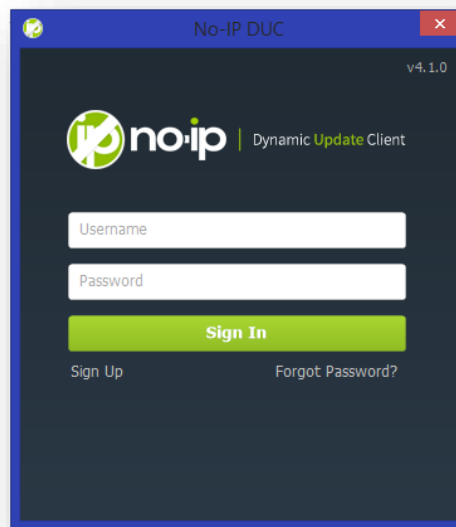 No-IP DUC
v4.1.0
no·ip | Dynamic Update Client
Username
Password
Sign In
Sign Up
Forgot Password?